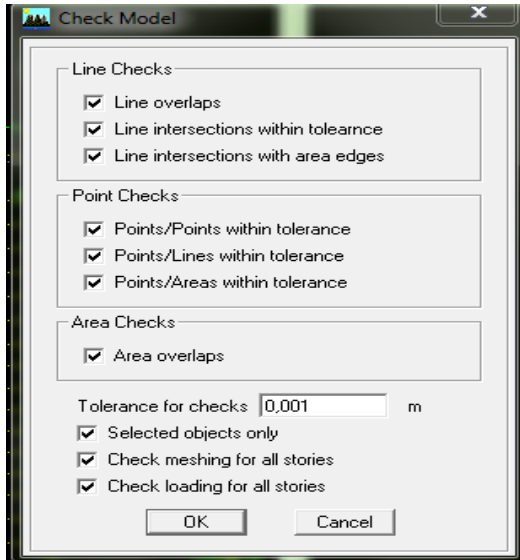 Check Model
x
Line Checks
Line overlaps
Line intersections within tolearnce
Line intersections with area edges
Point Checks
Points/Points within tolerance
Points/Lines within tolerance
Points/Areas within tolerance
Area Checks
Area overlaps
Tolerance for checks 0,001 m
Selected objects only
Check meshing for all stories
Check loading for all stories
OK Cancel